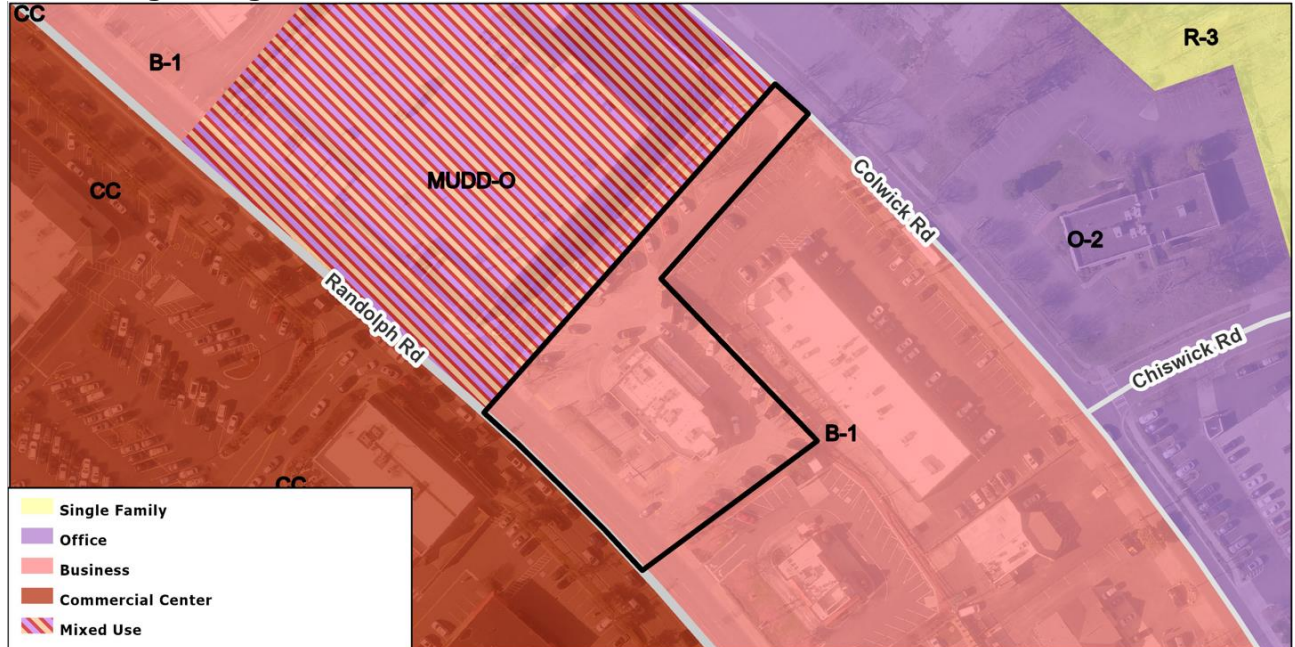 CC
B-1
R-3
CC
MUDD-O
Colwick Rd
O-2
Randolph Rd
Chiswick Rd
B-1
CC
Single Family
Office
Business
Commercial Center
Mixed Use